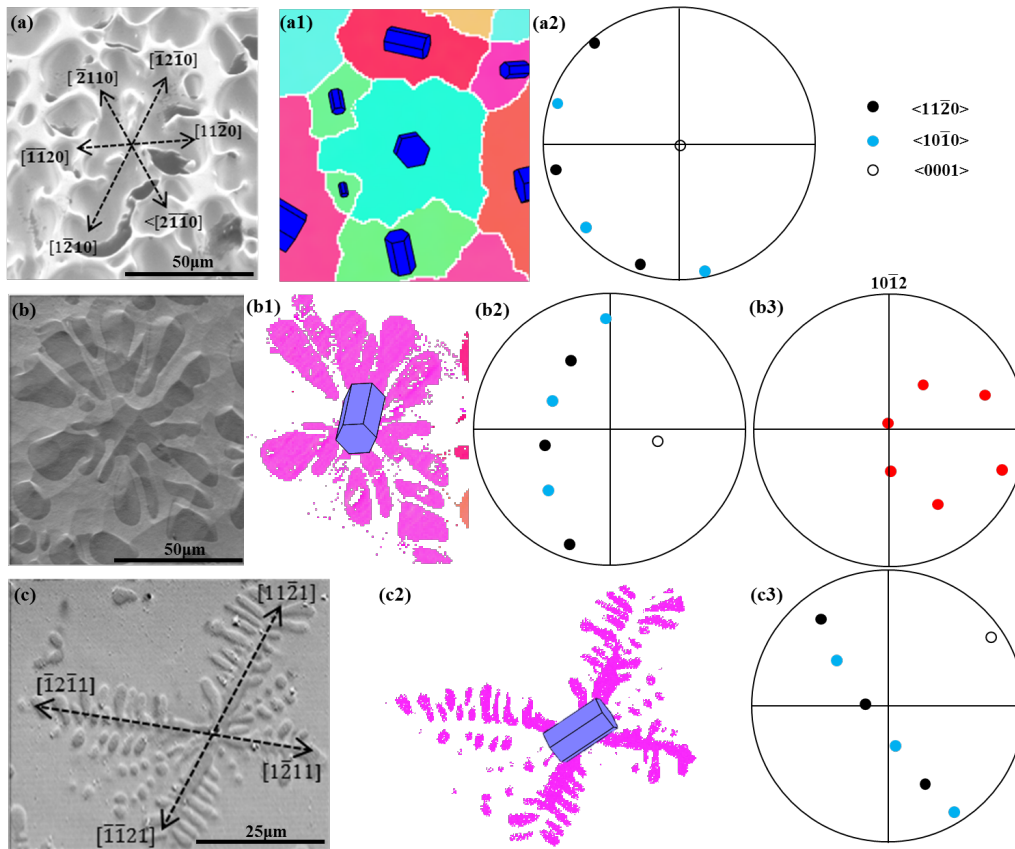 (a)
[1̅21̅0]
[2̅110]
[112̅0]
[1̅1̅20]
[12̅10]
<[21̅1̅0]
50μm
(a1)
(a2)
<112̅0>
<101̅0>
<0001>
(b)
50μm
(b1)
(b2)
(b3)
101̅2
(c)
[112̅1]
[1̅21̅1]
[12̅11]
[1̅1̅21]
25μm
(c2)
(c3)